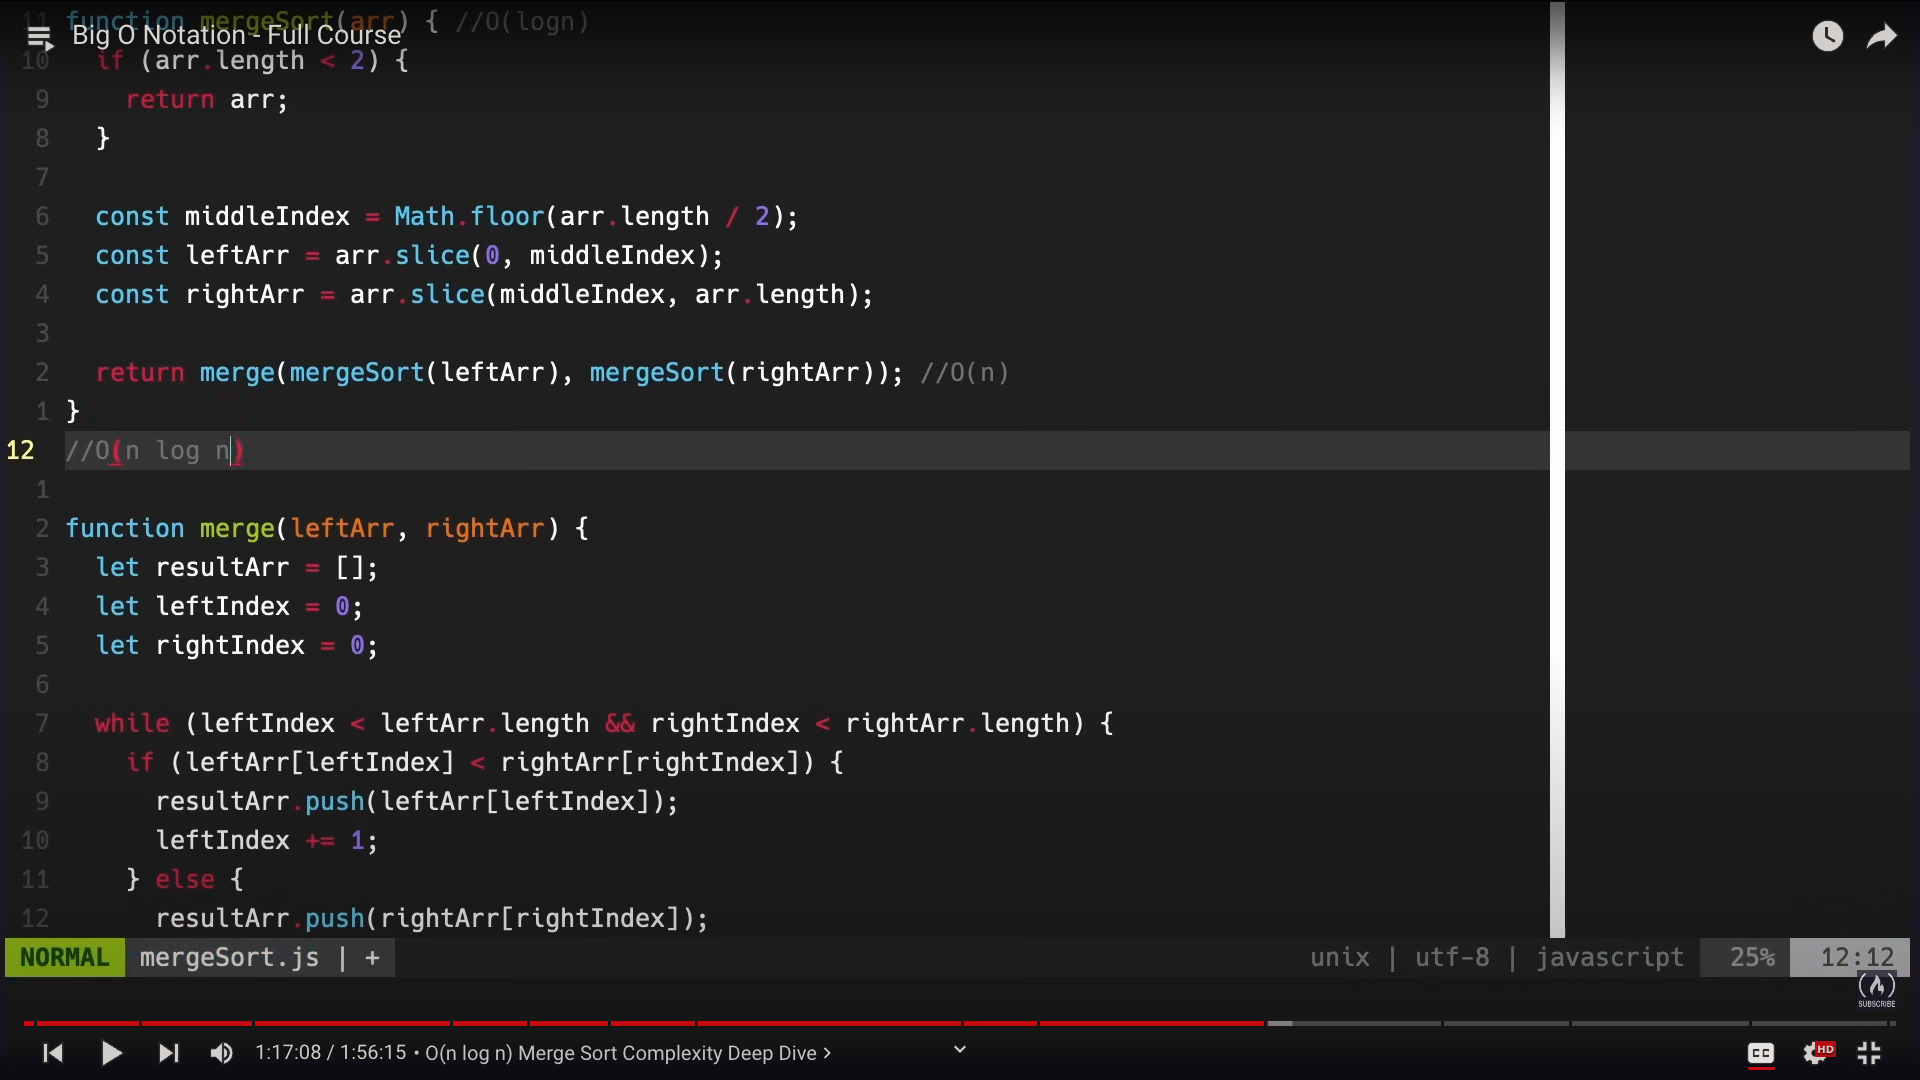 11 function mergeSort(arr) { //O(logn)
Big O Notation - Full Course
10 if (arr.length < 2) {
9 return arr;
8 }
7
6 const middleIndex = Math.floor(arr.length / 2);
5 const leftArr = arr.slice(0, middleIndex);
4 const rightArr = arr.slice(middleIndex, arr.length);
3
2 return merge(mergeSort(leftArr), mergeSort(rightArr)); //O(n)
1 }
12 //O(n log n)
1
2 function merge(leftArr, rightArr) {
3 let resultArr = [];
4 let leftIndex = 0;
5 let rightIndex = 0;
6
7 while (leftIndex < leftArr.length && rightIndex < rightArr.length) {
8 if (leftArr[leftIndex] < rightArr[rightIndex]) {
9 resultArr.push(leftArr[leftIndex]);
10 leftIndex += 1;
11 } else {
12 resultArr.push(rightArr[rightIndex]);
NORMAL mergeSort.js | + unix | utf-8 | javascript 25% 12:12
SUBSCRIBE
1:17:08 / 1:56:15 • O(n log n) Merge Sort Complexity Deep Dive > CC HD